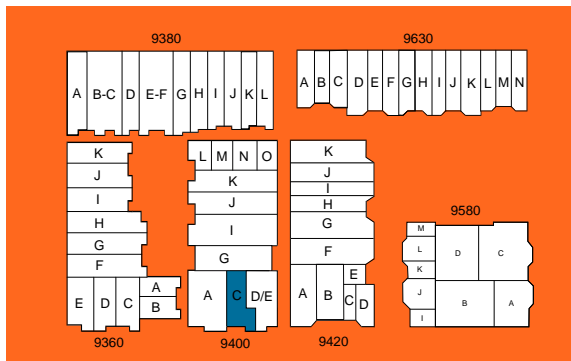 9380
9630
A B-C D E-F G H I J K L
A B C D E F G H I J K L M N
K
J
I
H
G
F
E D C A
B
9360
L M N O
K
J
I
G
A C D/E
9400
K
J
I
H
G
F
A B E
C D
9420
9580
M
L
K
J
I
D C
B A